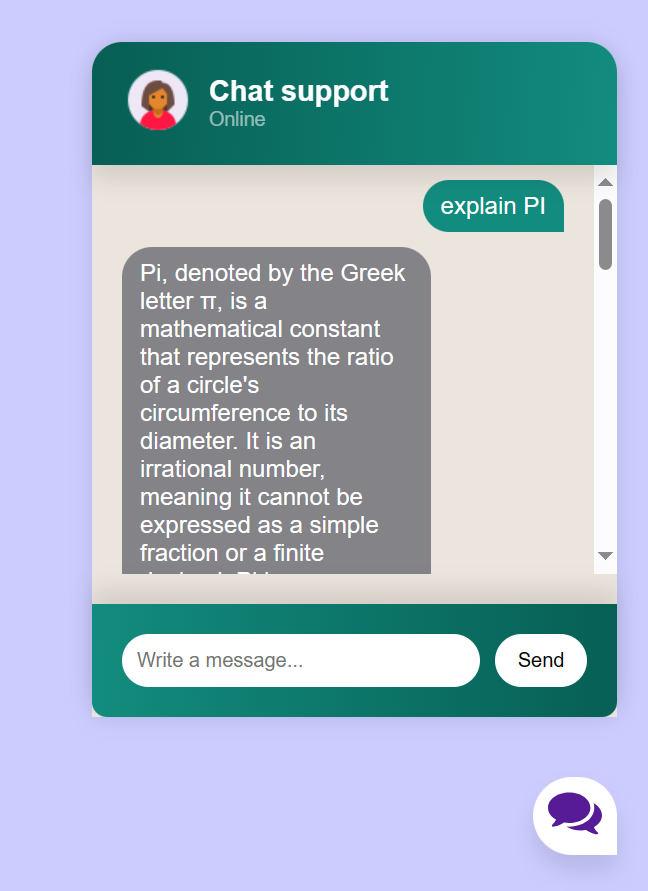 Chat support
Online
explain PI
Pi, denoted by the Greek
letter π, is a
mathematical constant
that represents the ratio
of a circle's
circumference to its
diameter. It is an
irrational number,
meaning it cannot be
expressed as a simple
fraction or a finite
Write a message...
Send